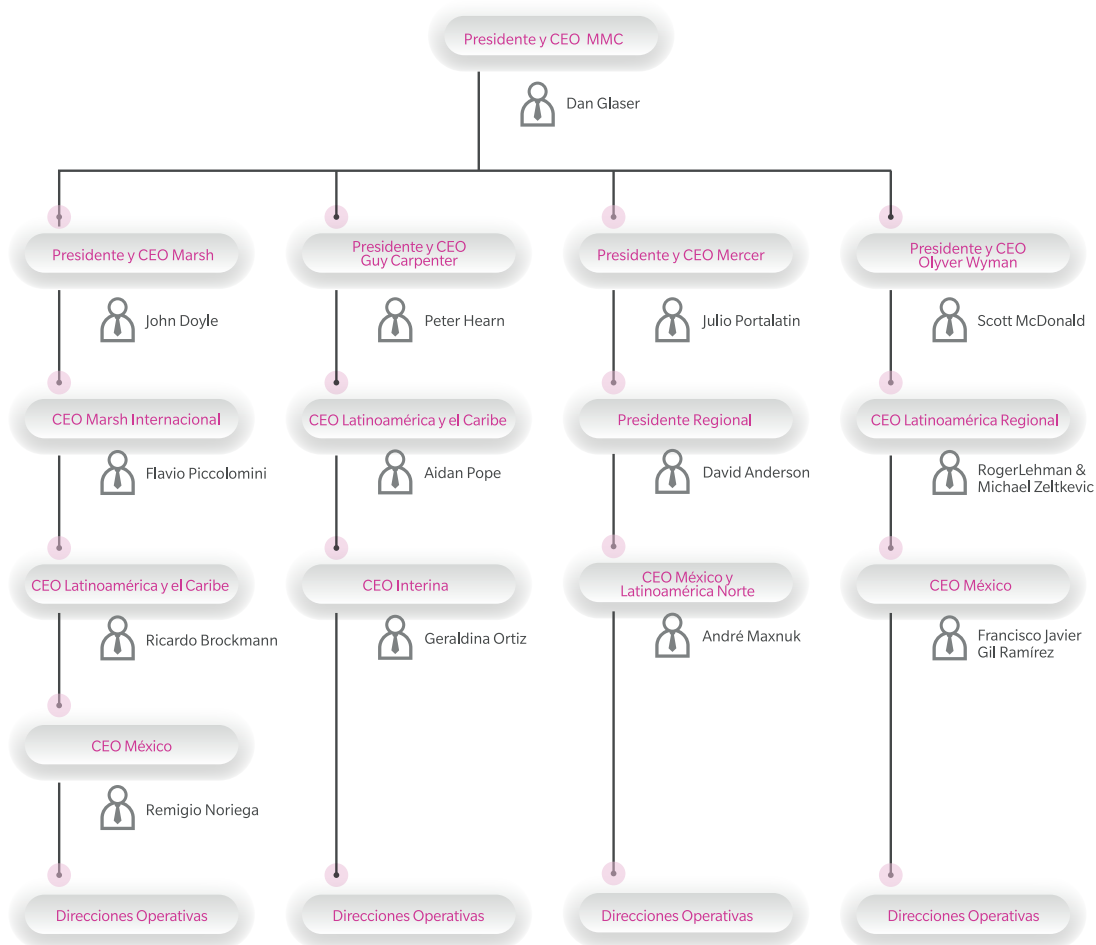 Presidente y CEO MMC
Dan Glaser
Presidente y CEO Marsh
John Doyle
CEO Marsh Internacional
Flavio Piccolomini
CEO Latinoamérica y el Caribe
Ricardo Brockmann
CEO México
Remigio Noriega
Direcciones Operativas
Presidente y CEO
Guy Carpenter
Peter Hearn
CEO Latinoamérica y el Caribe
Aidan Pope
CEO Interina
Geraldina Ortiz
Direcciones Operativas
Presidente y CEO Mercer
Julio Portalatin
Presidente Regional
David Anderson
CEO México y
Latinoamérica Norte
André Maxnuk
Direcciones Operativas
Presidente y CEO
Olyver Wyman
Scott McDonald
CEO Latinoamérica Regional
RogerLehman &
Michael Zeltkevic
CEO México
Francisco Javier
Gil Ramírez
Direcciones Operativas